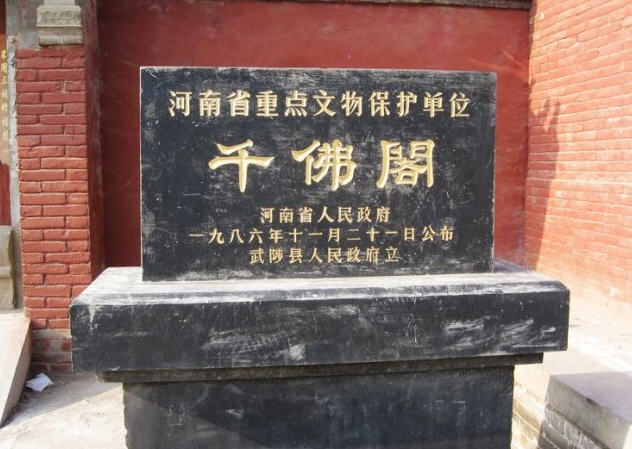 河南省重点文物保护单位
千佛閣
河南省人民政府
一九八六年十一月二十一日公布
武陟县人民政府立